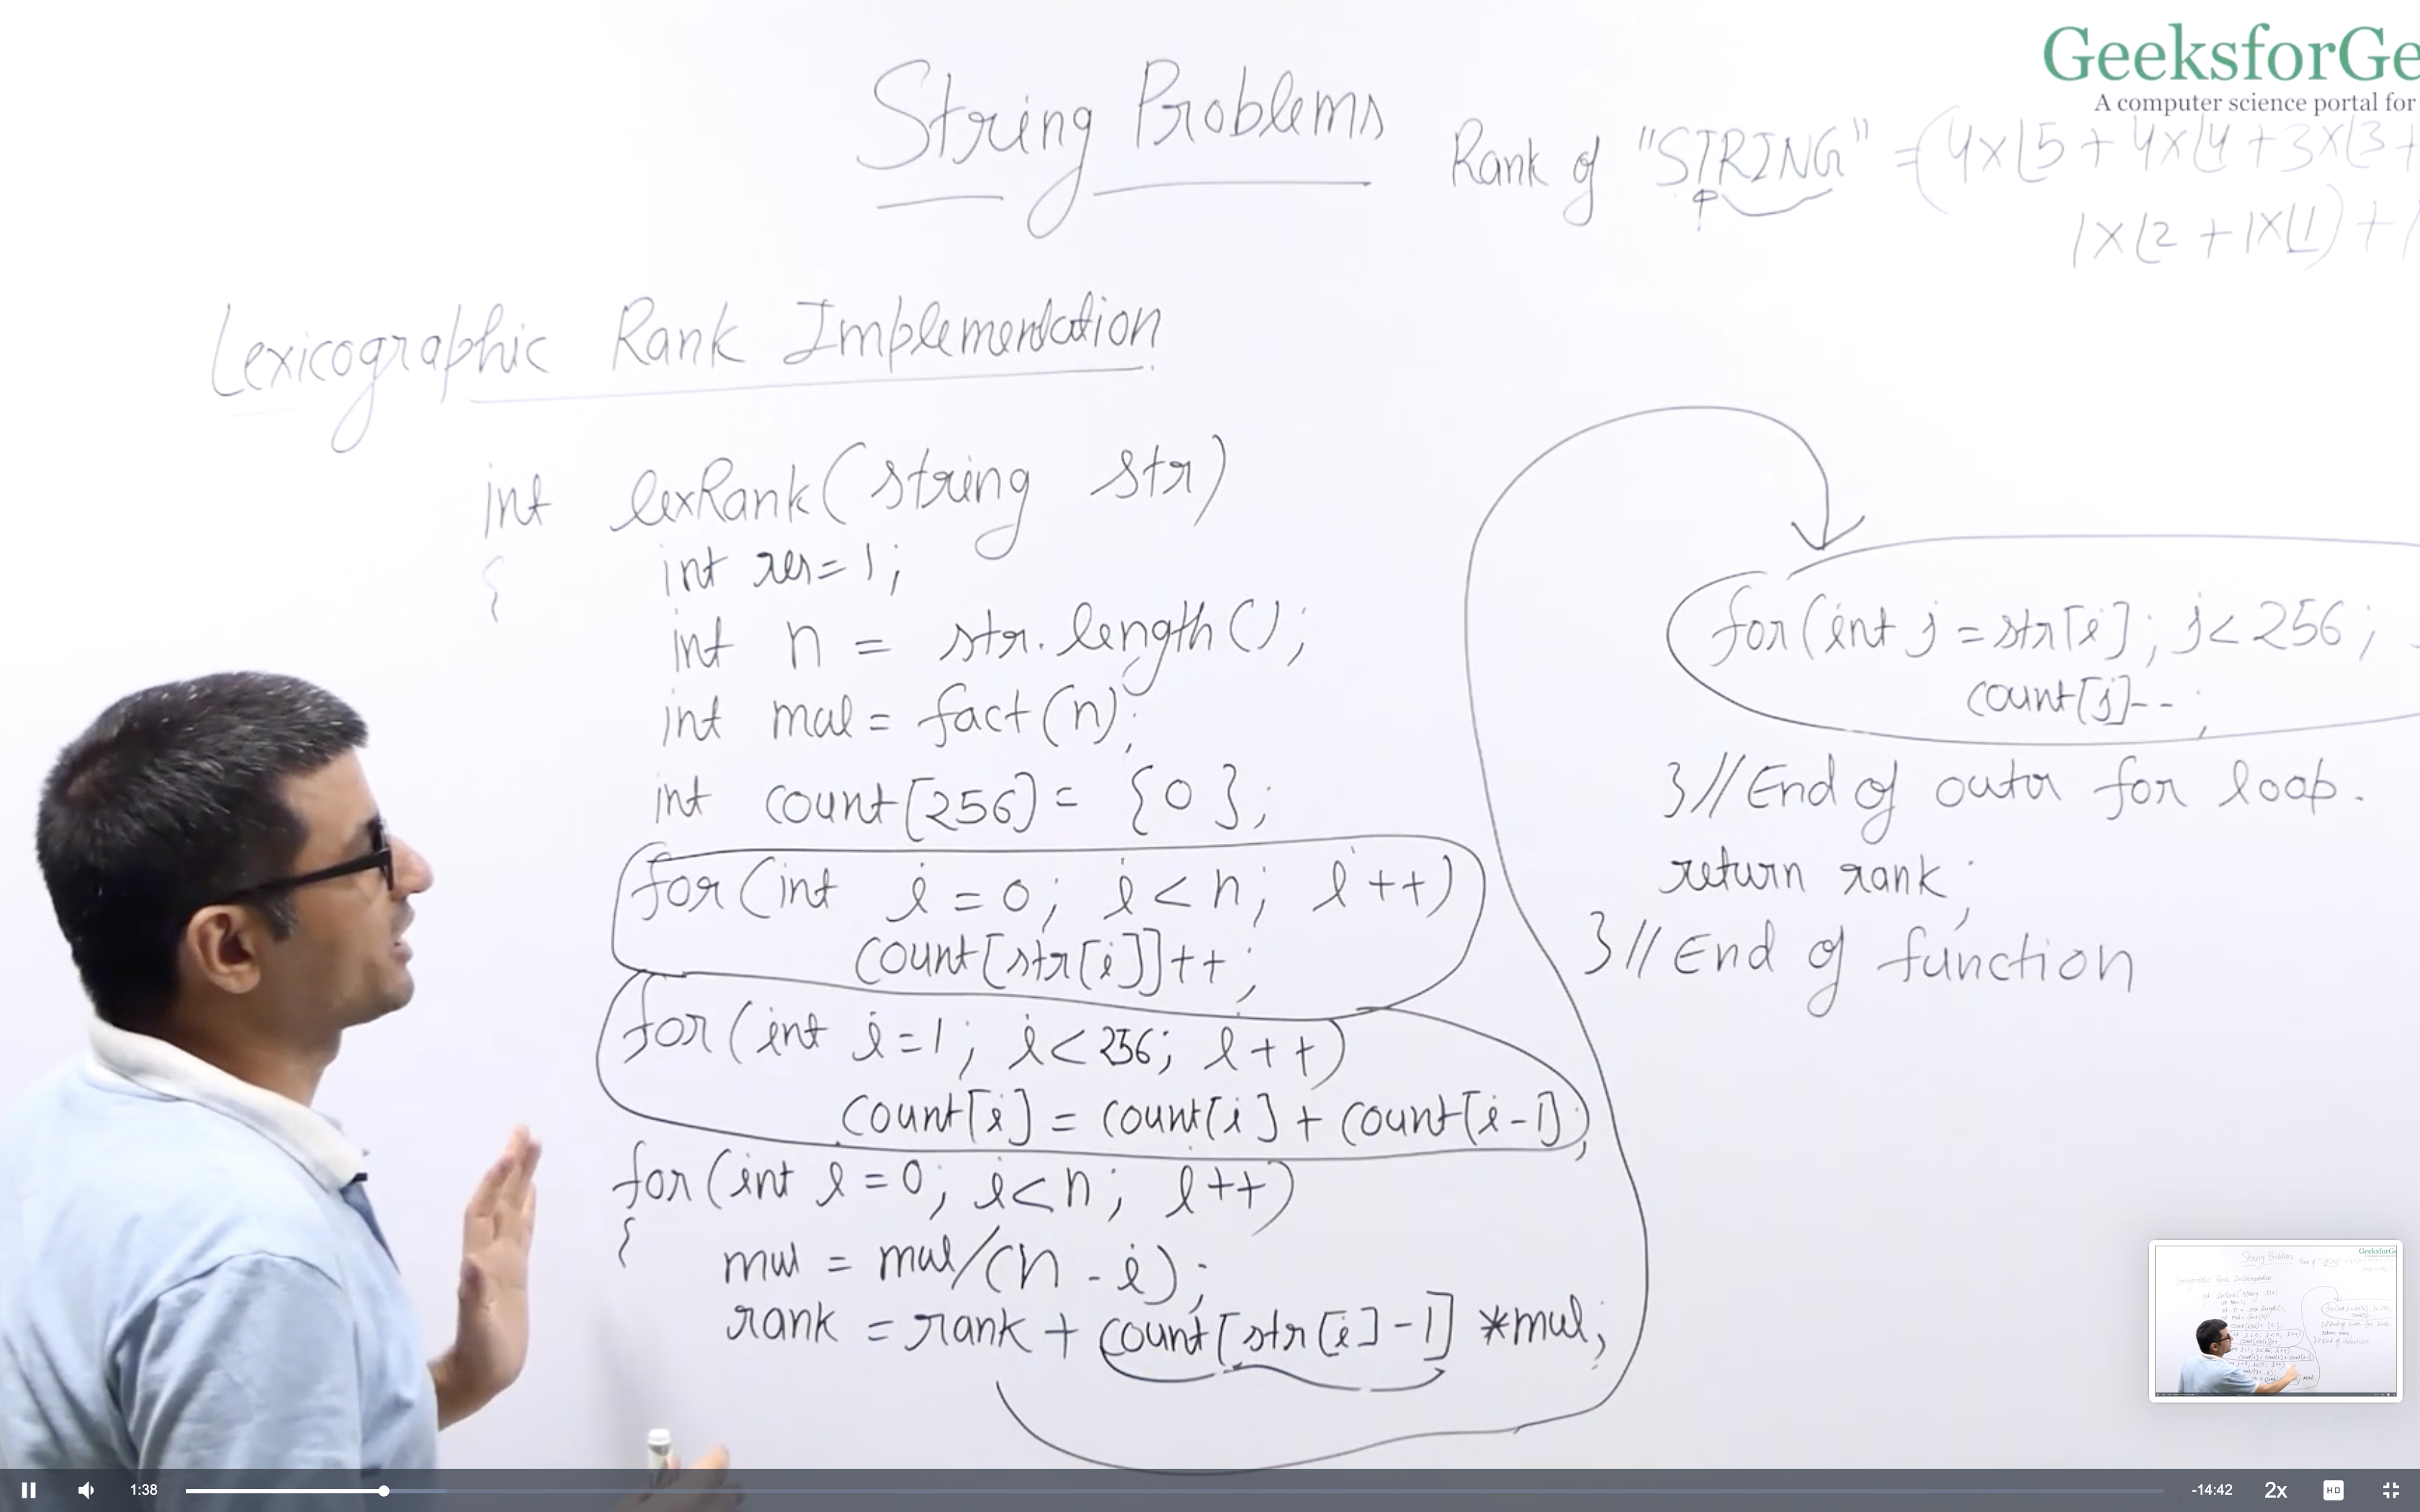 GeeksforGe
A computer science portal for
String Problems
Rank of "STRING" = (4×⌊5 + 4×⌊4 + 3×⌊3 +
1×⌊2 + 1×⌊1) + 1
Lexicographic Rank Implementation
int lexRank(string str)
{
int res=1;
int n = str.length();
int mul = fact(n);
int count[256] = {0};
for(int i = 0; i < n; i++)
count[str[i]]++;
for(int i=1; i<256; i++)
count[i] = count[i] + count[i-1];
for(int i=0; i<n; i++)
{
mul = mul/(n-i);
rank = rank + count[str[i]-1] *mul;
for(int j = str[i]; j<256;
count[j]--;
}//End of outer for loop.
return rank;
}//End of function
1:38
-14:42
2x
HD